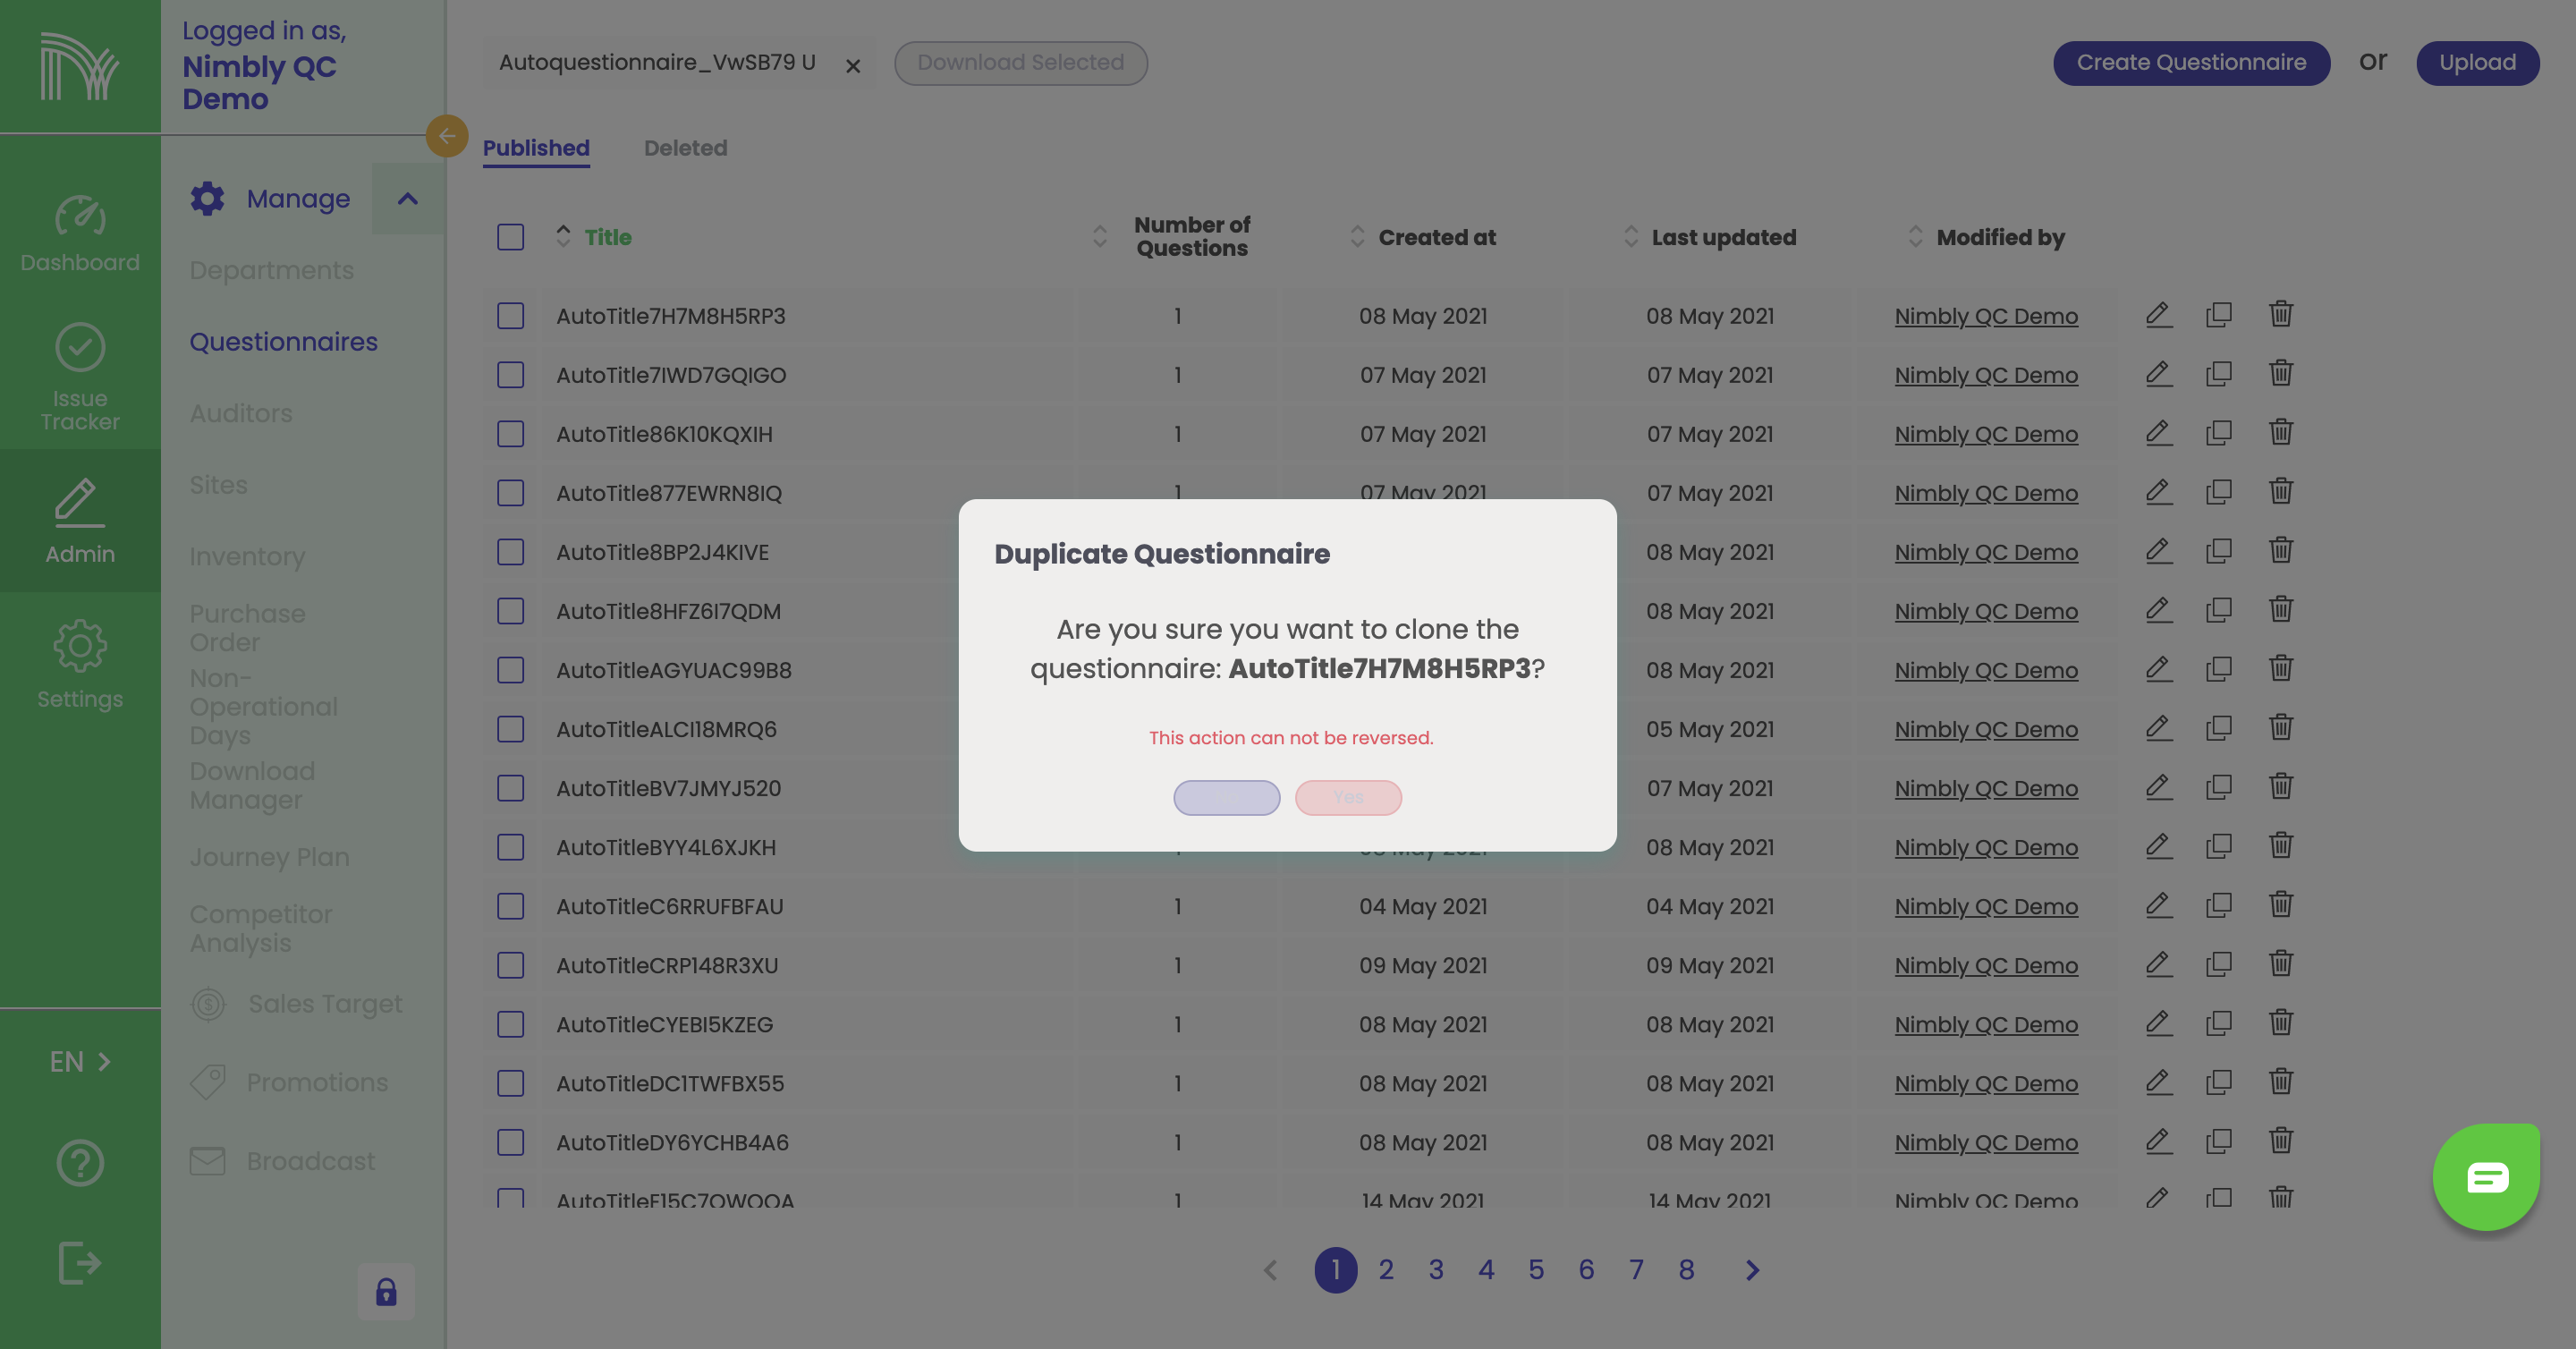 Logged in as,
Nimbly QC
Demo
Autoquestionnaire_VwSB79 U
Download Selected
Create Questionnaire
or
Upload
Published
Deleted
Dashboard
Issue
Tracker
Admin
Settings
EN
Manage
Departments
Questionnaires
Auditors
Sites
Inventory
Purchase
Order
Non-
Operational
Days
Download
Manager
Journey Plan
Competitor
Analysis
Sales Target
Promotions
Broadcast
Title
Number of
Questions
Created at
Last updated
Modified by
AutoTitle7H7M8H5RP3 1 08 May 2021 08 May 2021 Nimbly QC Demo
AutoTitle7IWD7GQIGO 1 07 May 2021 07 May 2021 Nimbly QC Demo
AutoTitle86K10KQXIH 1 07 May 2021 07 May 2021 Nimbly QC Demo
AutoTitle877EWRN8IQ 1 07 May 2021 07 May 2021 Nimbly QC Demo
AutoTitle8BP2J4KIVE 08 May 2021 Nimbly QC Demo
AutoTitle8HFZ6I7QDM 08 May 2021 Nimbly QC Demo
AutoTitleAGYUAC99B8 08 May 2021 Nimbly QC Demo
AutoTitleALCI18MRQ6 05 May 2021 Nimbly QC Demo
AutoTitleBV7JMYJ520 07 May 2021 Nimbly QC Demo
AutoTitleBYY4L6XJKH 08 May 2021 Nimbly QC Demo
AutoTitleC6RRUFBFAU 1 04 May 2021 04 May 2021 Nimbly QC Demo
AutoTitleCRP148R3XU 1 09 May 2021 09 May 2021 Nimbly QC Demo
AutoTitleCYEBI5KZEG 1 08 May 2021 08 May 2021 Nimbly QC Demo
AutoTitleDC1TWFBX55 1 08 May 2021 08 May 2021 Nimbly QC Demo
AutoTitleDY6YCHB4A6 1 08 May 2021 08 May 2021 Nimbly QC Demo
1 14 May 2021 14 May 2021 Nimbly QC Demo
Duplicate Questionnaire
Are you sure you want to clone the
questionnaire: AutoTitle7H7M8H5RP3?
This action can not be reversed.
Yes
1 2 3 4 5 6 7 8